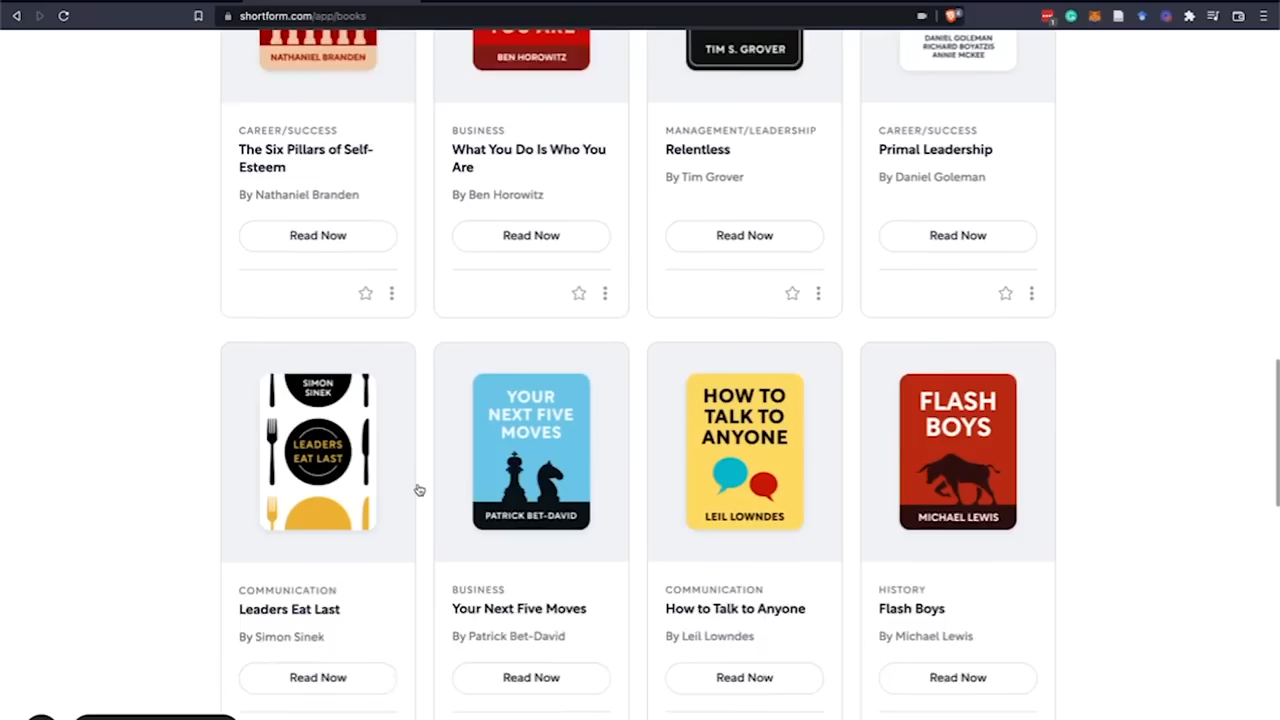 shortform.com/app/books
NATHANIEL BRANDEN
BEN HOROWITZ
TIM S. GROVER
DANIEL GOLEMAN
RICHARD BOYATZIS
ANNIE MCKEE
CAREER/SUCCESS
The Six Pillars of Self-
Esteem
By Nathaniel Branden
Read Now
BUSINESS
What You Do Is Who You
Are
By Ben Horowitz
Read Now
MANAGEMENT/LEADERSHIP
Relentless
By Tim Grover
Read Now
CAREER/SUCCESS
Primal Leadership
By Daniel Goleman
Read Now
SIMON
SINEK
LEADERS
EAT LAST
COMMUNICATION
Leaders Eat Last
By Simon Sinek
Read Now
YOUR
NEXT FIVE
MOVES
PATRICK BET-DAVID
BUSINESS
Your Next Five Moves
By Patrick Bet-David
Read Now
HOW TO
TALK TO
ANYONE
LEIL LOWNDES
COMMUNICATION
How to Talk to Anyone
By Leil Lowndes
Read Now
FLASH
BOYS
MICHAEL LEWIS
HISTORY
Flash Boys
By Michael Lewis
Read Now